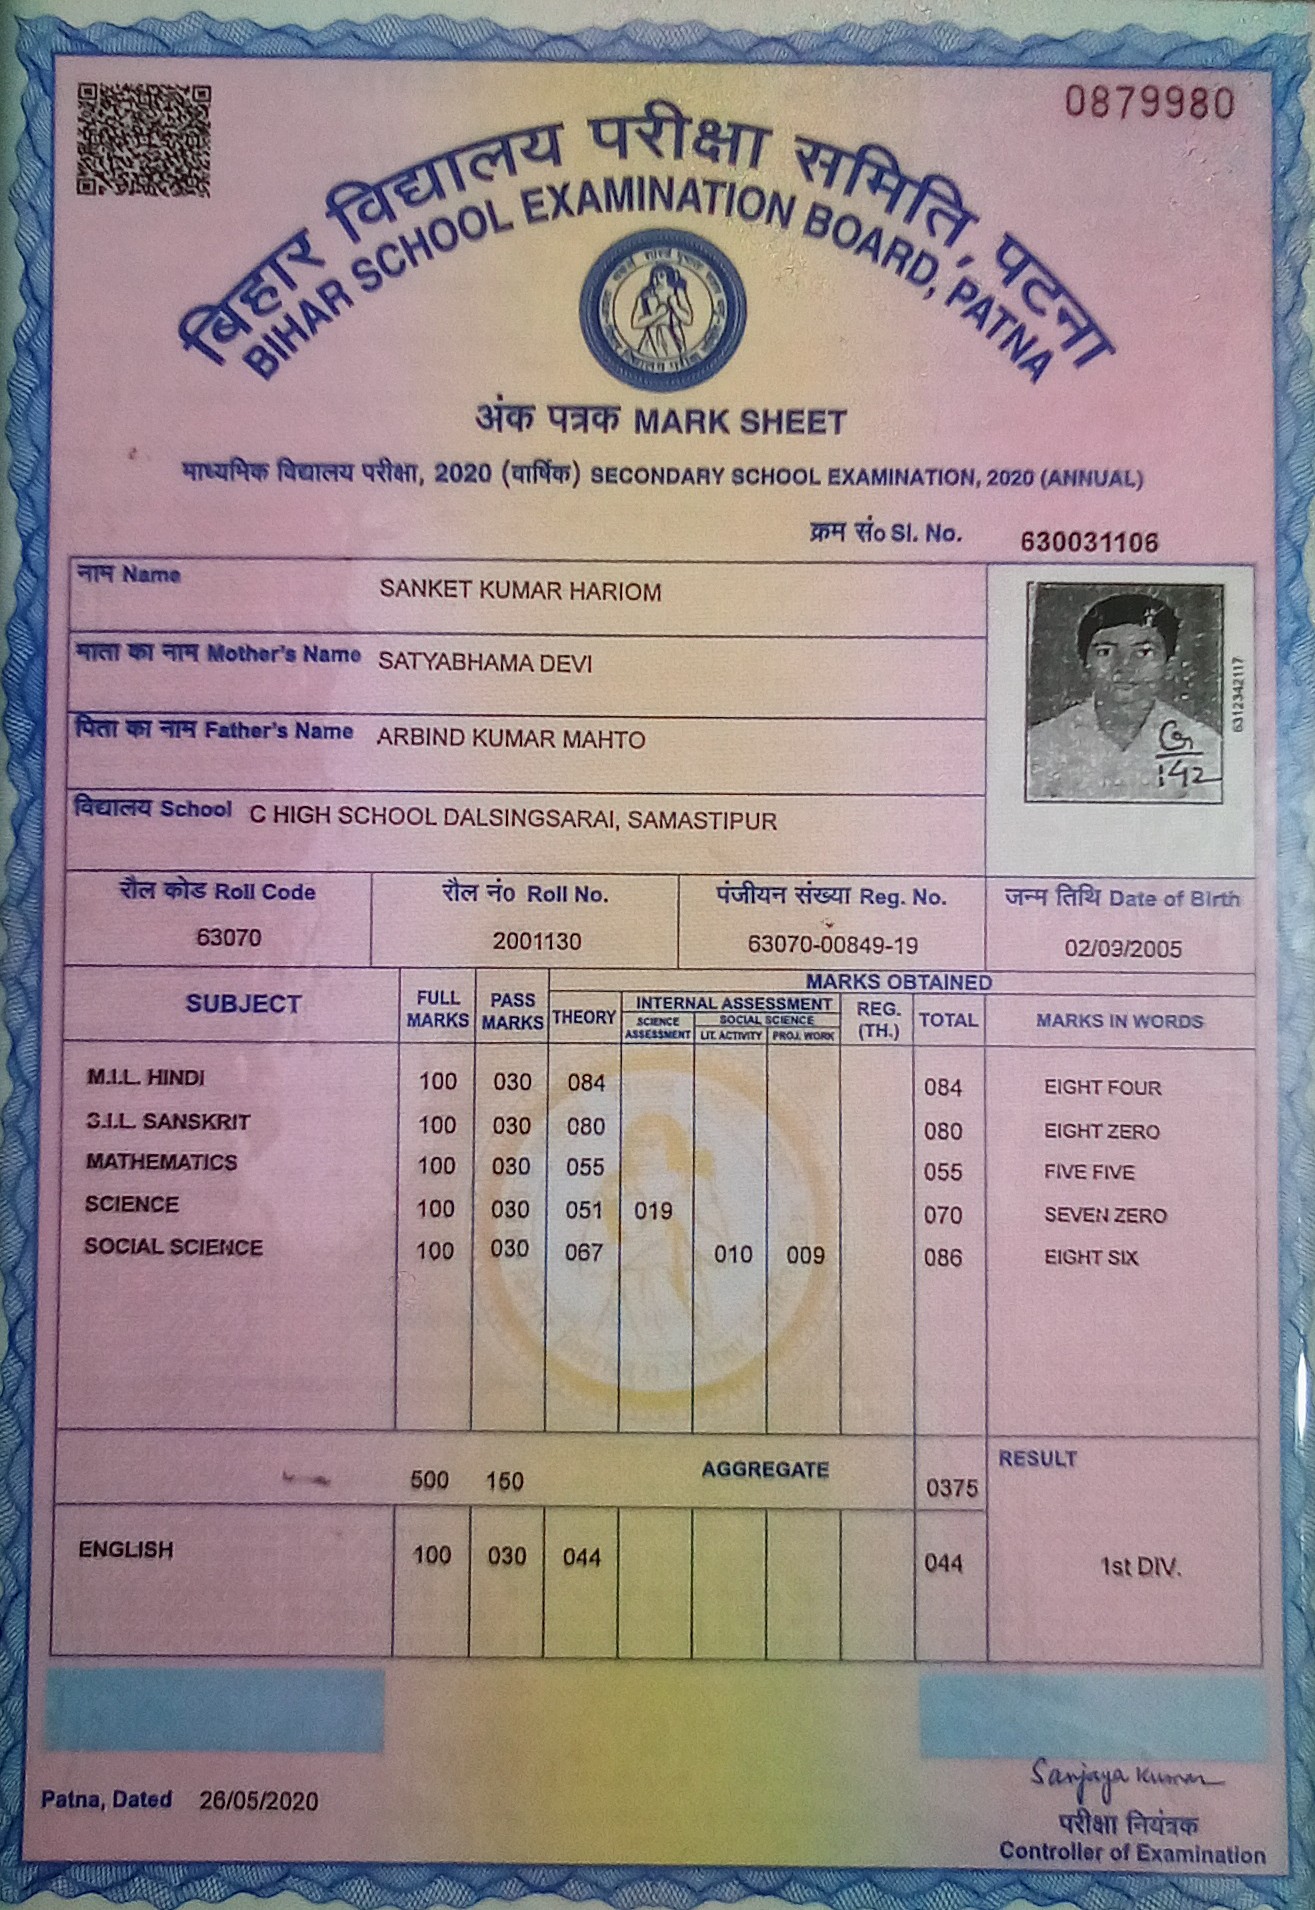 0879980
बिहार विद्यालय परीक्षा समिति, पटना
BIHAR SCHOOL EXAMINATION BOARD, PATNA
अंक पत्रक MARK SHEET
माध्यमिक विद्यालय परीक्षा, 2020 (वार्षिक) SECONDARY SCHOOL EXAMINATION, 2020 (ANNUAL)
क्रम सं० Sl. No. 630031106
नाम Name SANKET KUMAR HARIOM
माता का नाम Mother's Name SATYABHAMA DEVI
पिता का नाम Father's Name ARBIND KUMAR MAHTO
विद्यालय School C HIGH SCHOOL DALSINGSARAI, SAMASTIPUR
6312342117
142
रौल कोड Roll Code रौल नं० Roll No. पंजीयन संख्या Reg. No. जन्म तिथि Date of Birth
63070 2001130 63070-00849-19 02/03/2005
SUBJECT FULL MARKS PASS MARKS MARKS OBTAINED
THEORY INTERNAL ASSESSMENT REG. (TH.) TOTAL MARKS IN WORDS
SCIENCE ASSESSMENT SOCIAL SCIENCE
LIT. ACTIVITY PROJ. WORK
M.I.L. HINDI 100 030 084 084 EIGHT FOUR
S.I.L. SANSKRIT 100 030 080 080 EIGHT ZERO
MATHEMATICS 100 030 055 055 FIVE FIVE
SCIENCE 100 030 051 019 070 SEVEN ZERO
SOCIAL SCIENCE 100 030 067 010 009 086 EIGHT SIX
500 150 AGGREGATE 0375 RESULT
ENGLISH 100 030 044 044 1st DIV.
Patna, Dated 26/05/2020
Sanjaya Kumar
परीक्षा नियंत्रक
Controller of Examination